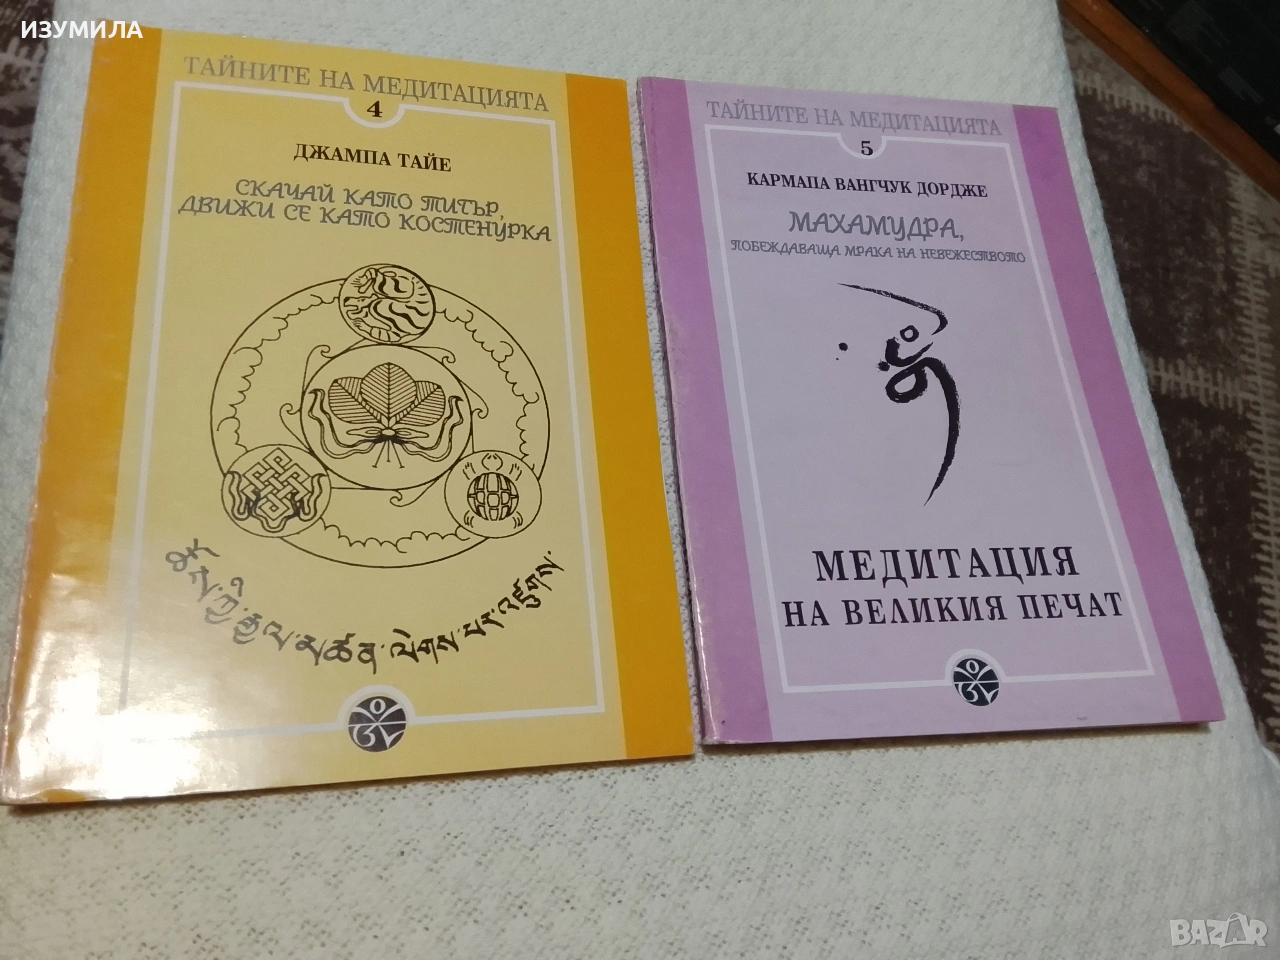 ИЗУМИЛА
ТАЙНИТЕ НА МЕДИТАЦИЯТА
4
ДЖАМПА ТАЙЕ
СКАЧАЙ КАТО ТИГЪР,
ДВИЖИ СЕ КАТО КОСТЕНУРКА
ТАЙНИТЕ НА МЕДИТАЦИЯТА
5
КАРМАПА ВАНГЧУК ДОРДЖЕ
МАХАМУДРА,
ПОБЕЖДАВАЩА МРАКА НА НЕВЕЖЕСТВОТО
МЕДИТАЦИЯ
НА ВЕЛИКИЯ ПЕЧАТ
BAZAR